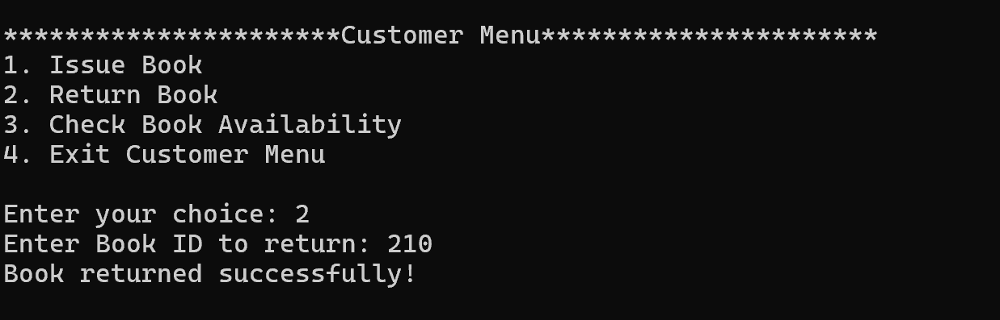 **********************Customer Menu**********************
1. Issue Book
2. Return Book
3. Check Book Availability
4. Exit Customer Menu
Enter your choice: 2
Enter Book ID to return: 210
Book returned successfully!